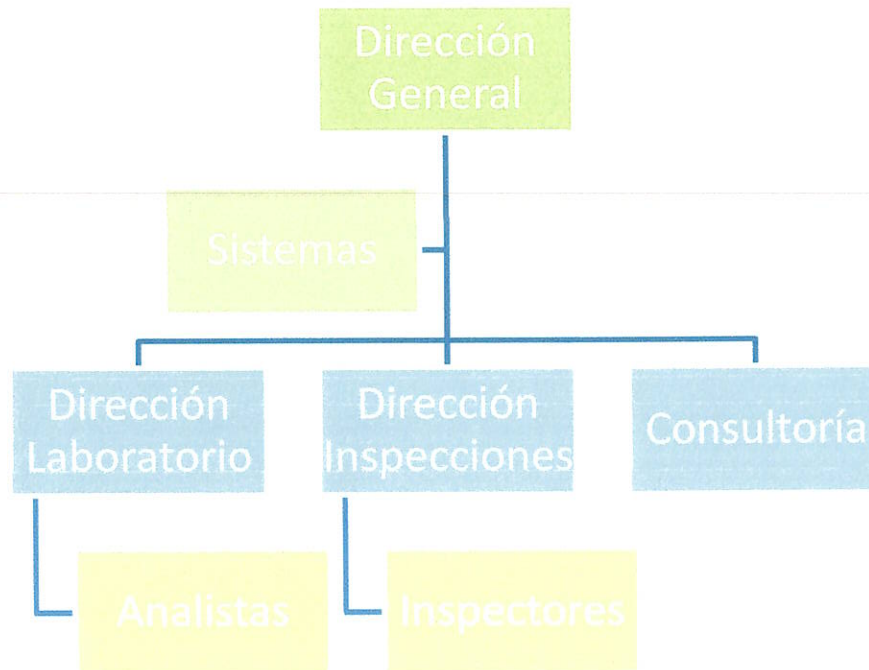 Dirección
General
Sistemas
Dirección
Laboratorio
Dirección
Inspecciones
Consultoría
Analistas
Inspectores